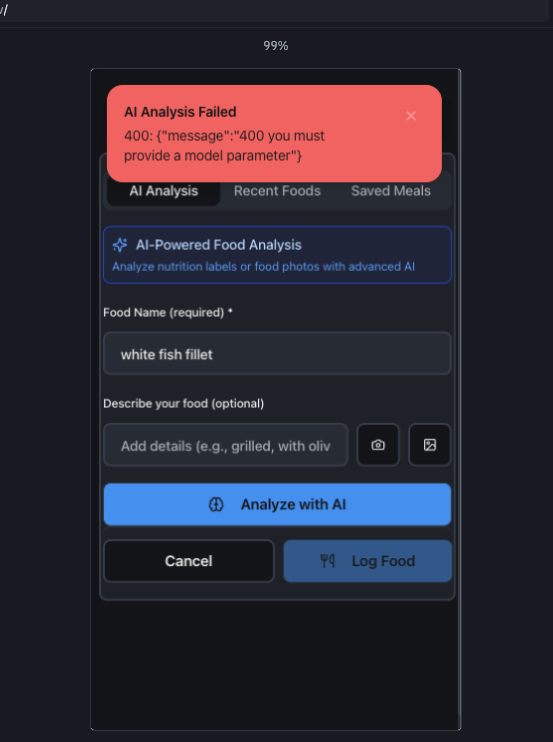 /
99%
AI Analysis Failed
400: {"message":"400 you must
provide a model parameter"}
AI Analysis Recent Foods Saved Meals
AI-Powered Food Analysis
Analyze nutrition labels or food photos with advanced AI
Food Name (required) *
white fish fillet
Describe your food (optional)
Add details (e.g., grilled, with oliv
Analyze with AI
Cancel Log Food